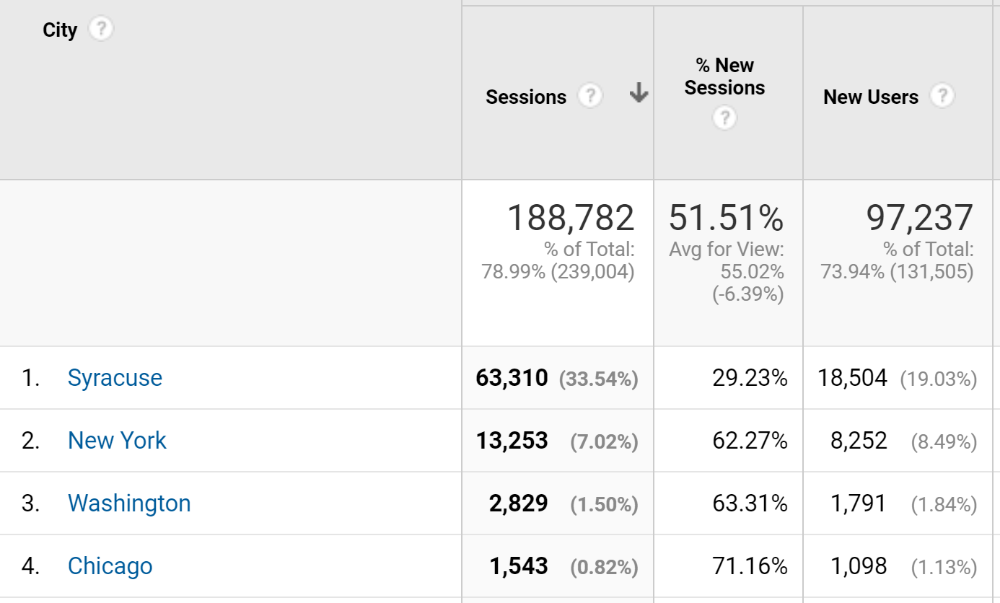 City ?
Sessions ?
% New
Sessions
?
New Users ?
188,782
% of Total:
78.99% (239,004)
51.51%
Avg for View:
55.02%
(-6.39%)
97,237
% of Total:
73.94% (131,505)
1. Syracuse 63,310 (33.54%) 29.23% 18,504 (19.03%)
2. New York 13,253 (7.02%) 62.27% 8,252 (8.49%)
3. Washington 2,829 (1.50%) 63.31% 1,791 (1.84%)
4. Chicago 1,543 (0.82%) 71.16% 1,098 (1.13%)